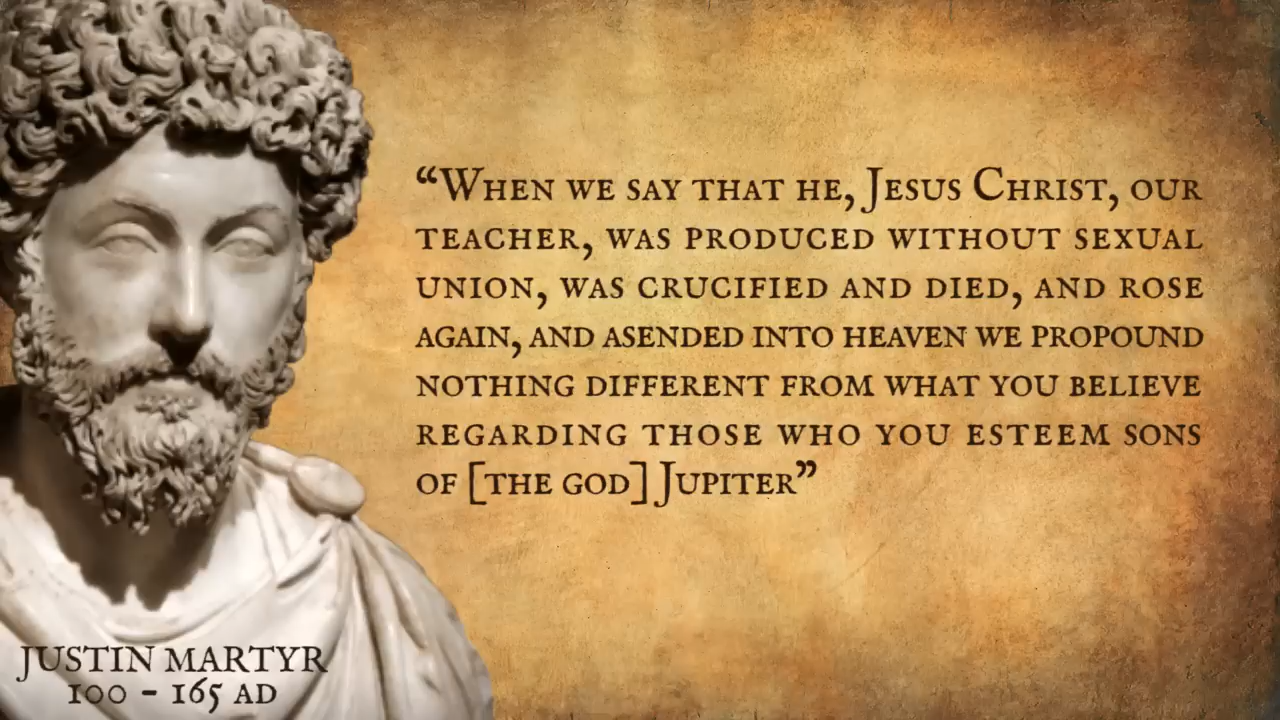 “When we say that he, Jesus Christ, our
teacher, was produced without sexual
union, was crucified and died, and rose
again, and asended into heaven we propound
nothing different from what you believe
regarding those who you esteem sons
of [the god] Jupiter”
JUSTIN MARTYR
100 - 165 AD